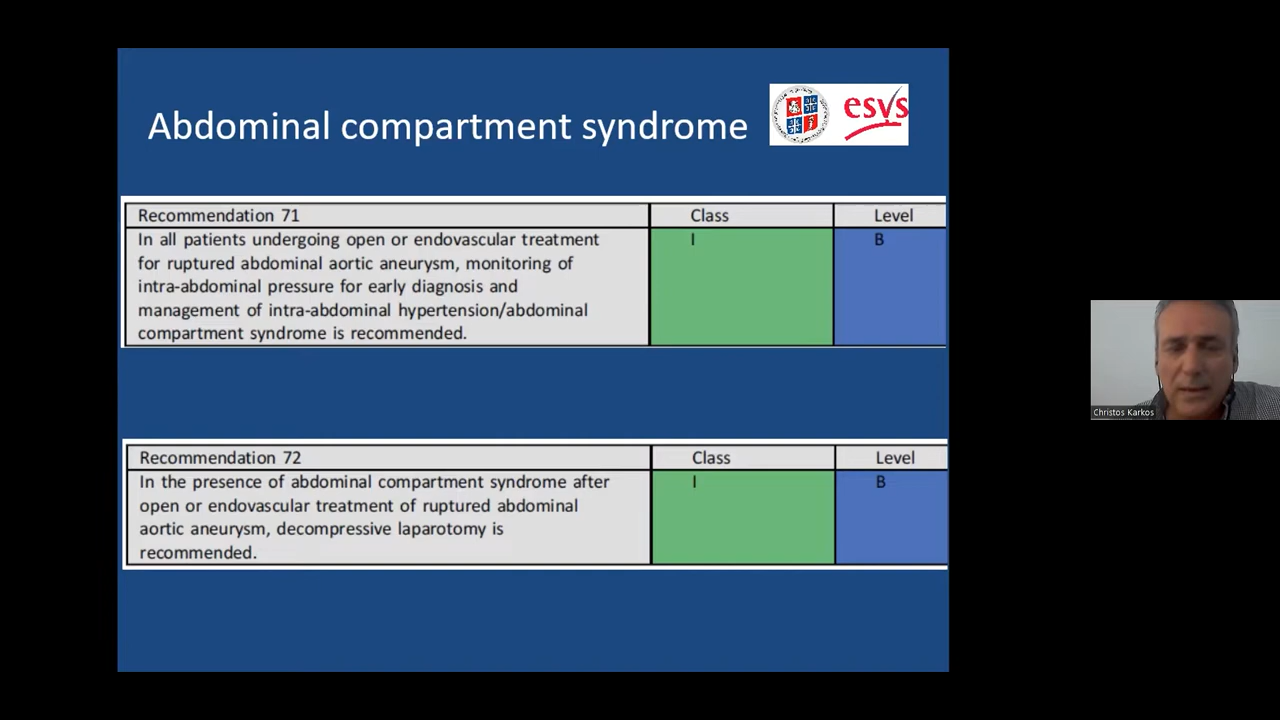 Abdominal compartment syndrome
esvs
Recommendation 71 Class Level
In all patients undergoing open or endovascular treatment I B
for ruptured abdominal aortic aneurysm, monitoring of
intra-abdominal pressure for early diagnosis and
management of intra-abdominal hypertension/abdominal
compartment syndrome is recommended.
Recommendation 72 Class Level
In the presence of abdominal compartment syndrome after I B
open or endovascular treatment of ruptured abdominal
aortic aneurysm, decompressive laparotomy is
recommended.
Christos Karkos